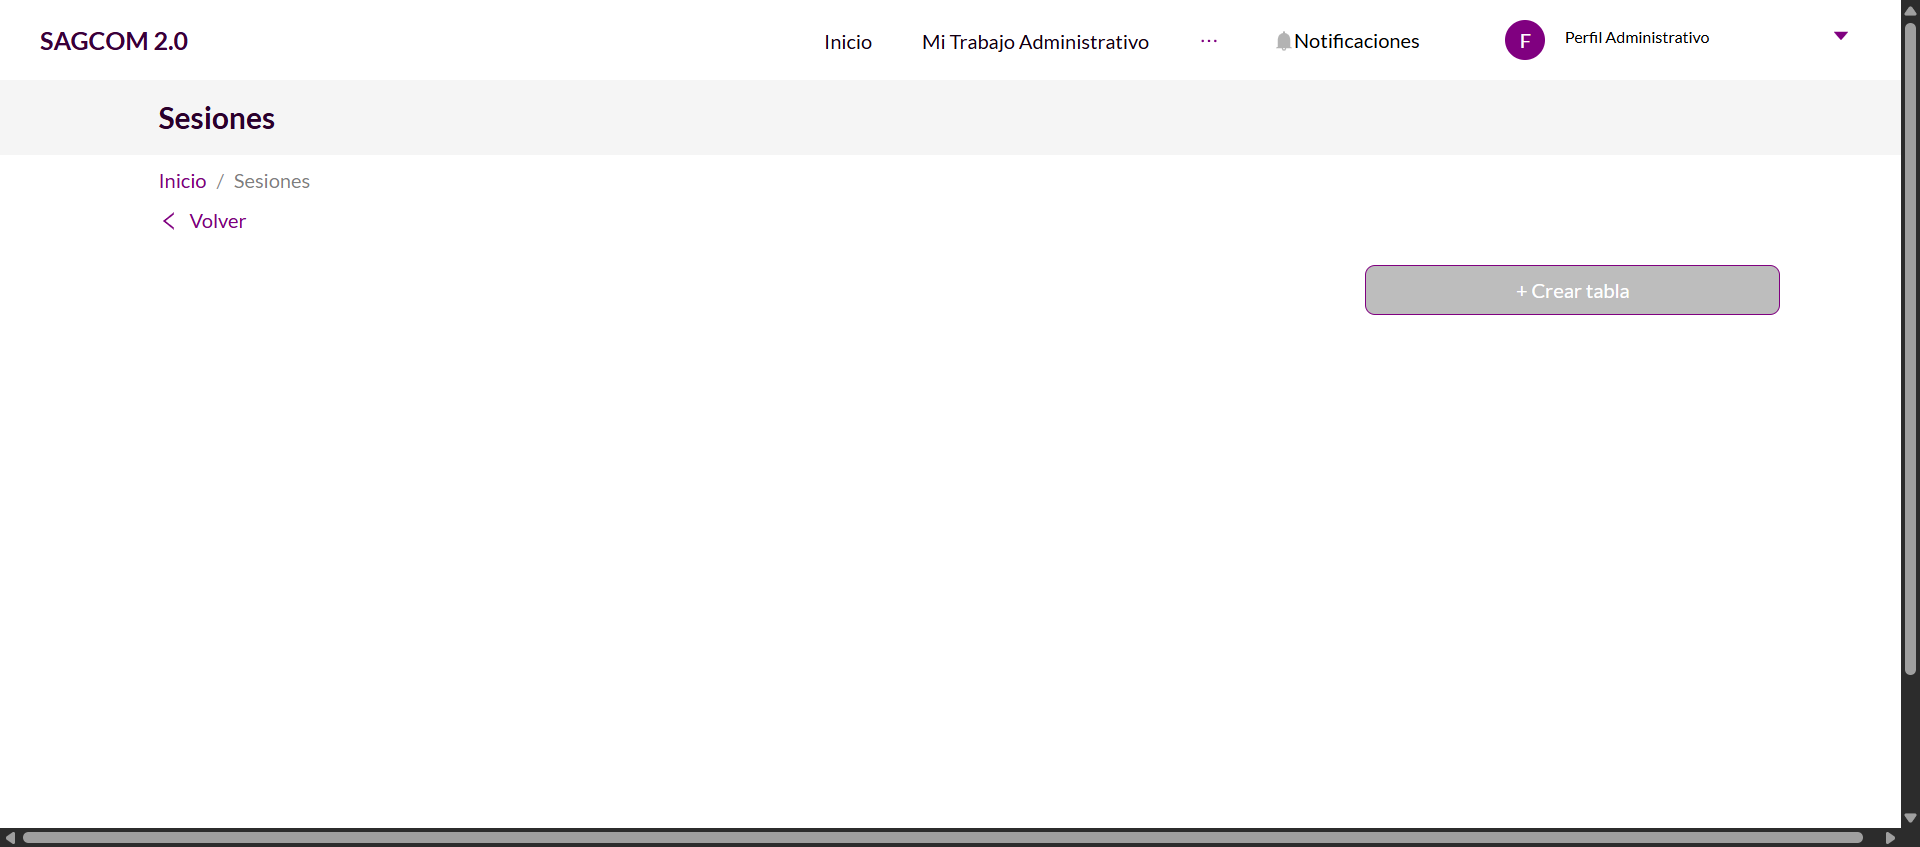 SAGCOM 2.0
Inicio
Mi Trabajo Administrativo
···
Notificaciones
F
Perfil Administrativo
Sesiones
Inicio / Sesiones
Volver
+ Crear tabla